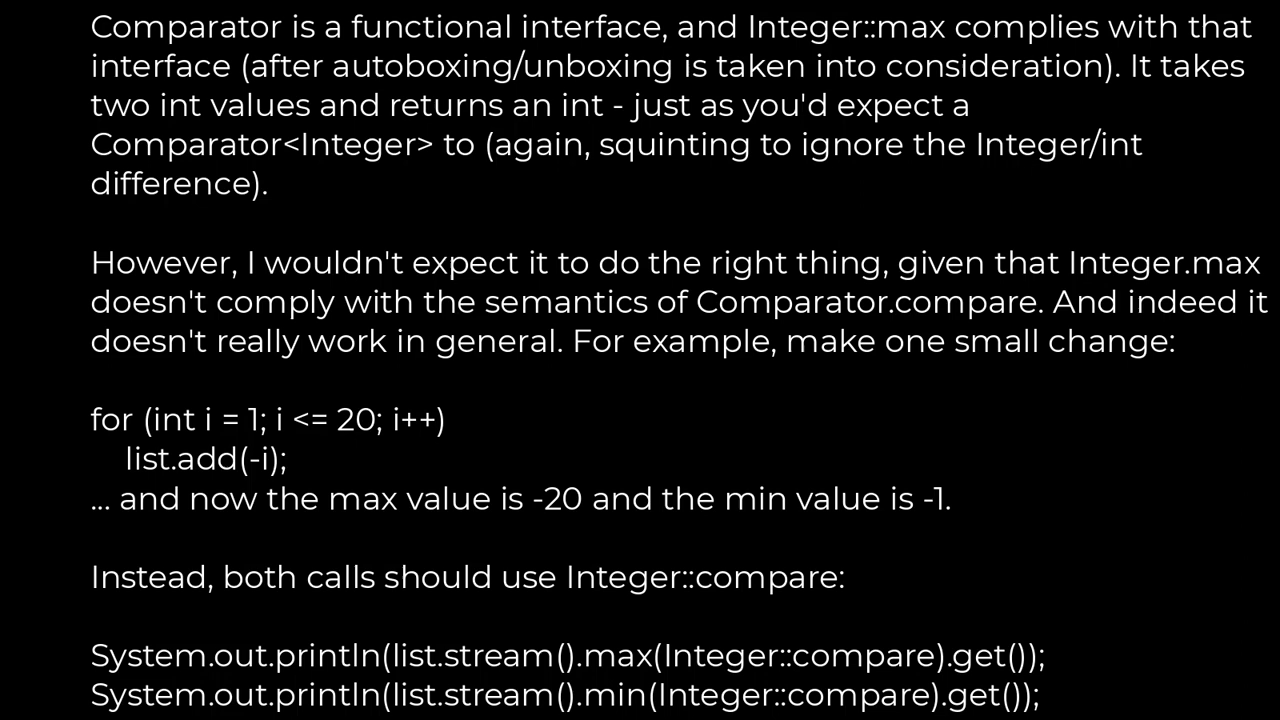 Comparator is a functional interface, and Integer::max complies with that
interface (after autoboxing/unboxing is taken into consideration). It takes
two int values and returns an int - just as you'd expect a
Comparator<Integer> to (again, squinting to ignore the Integer/int
difference).
However, I wouldn't expect it to do the right thing, given that Integer.max
doesn't comply with the semantics of Comparator.compare. And indeed it
doesn't really work in general. For example, make one small change:
for (int i = 1; i <= 20; i++)
    list.add(-i);
... and now the max value is -20 and the min value is -1.
Instead, both calls should use Integer::compare:
System.out.println(list.stream().max(Integer::compare).get());
System.out.println(list.stream().min(Integer::compare).get());